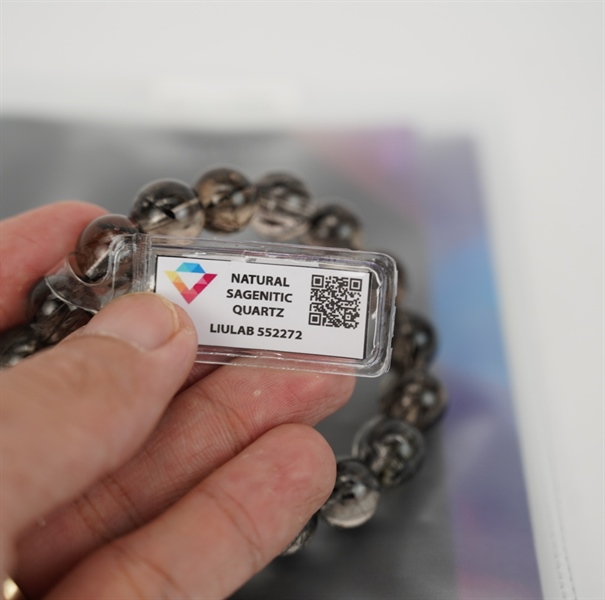 NATURAL
SAGENITIC
QUARTZ
LIULAB 552272